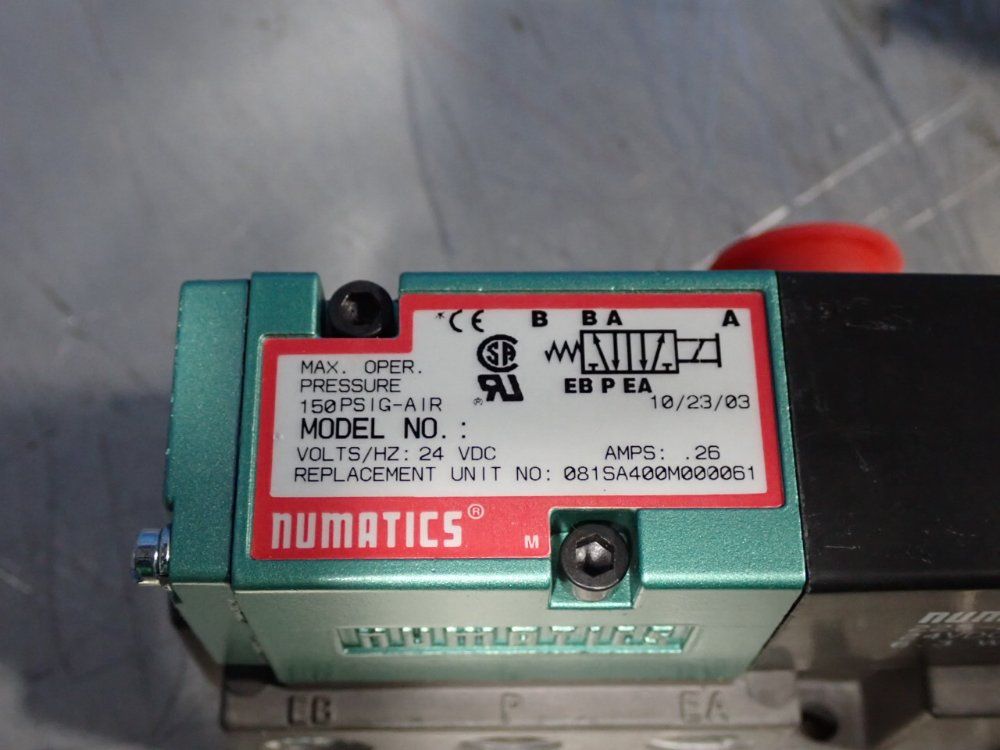 *CE B B A A
MAX. OPER.
PRESSURE
150PSIG-AIR
EB P EA
10/23/03
MODEL NO.:
VOLTS/HZ: 24 VDC AMPS: .26
REPLACEMENT UNIT NO: 081SA400M000061
NUMATICS® M
NUMATICS
EB P EA